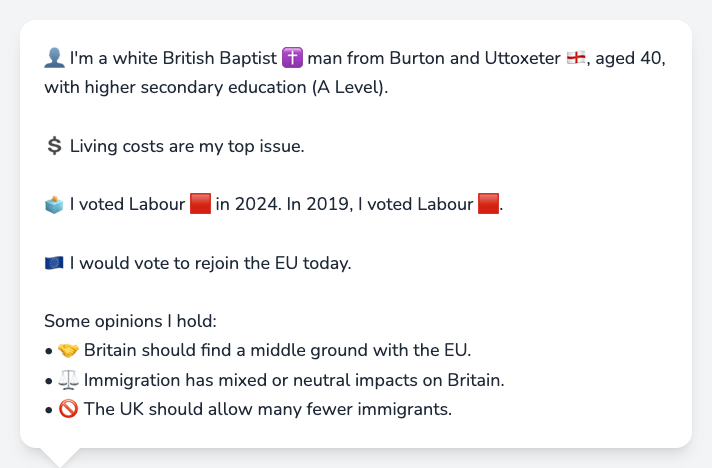 👤 I'm a white British Baptist ✝️ man from Burton and Uttoxeter 🏴󠁧󠁢󠁥󠁮󠁧󠁿, aged 40,
with higher secondary education (A Level).
💲 Living costs are my top issue.
🗳️ I voted Labour 🟥 in 2024. In 2019, I voted Labour 🟥.
🇪🇺 I would vote to rejoin the EU today.
Some opinions I hold:
• 🤝 Britain should find a middle ground with the EU.
• ⚖️ Immigration has mixed or neutral impacts on Britain.
• 🚫 The UK should allow many fewer immigrants.